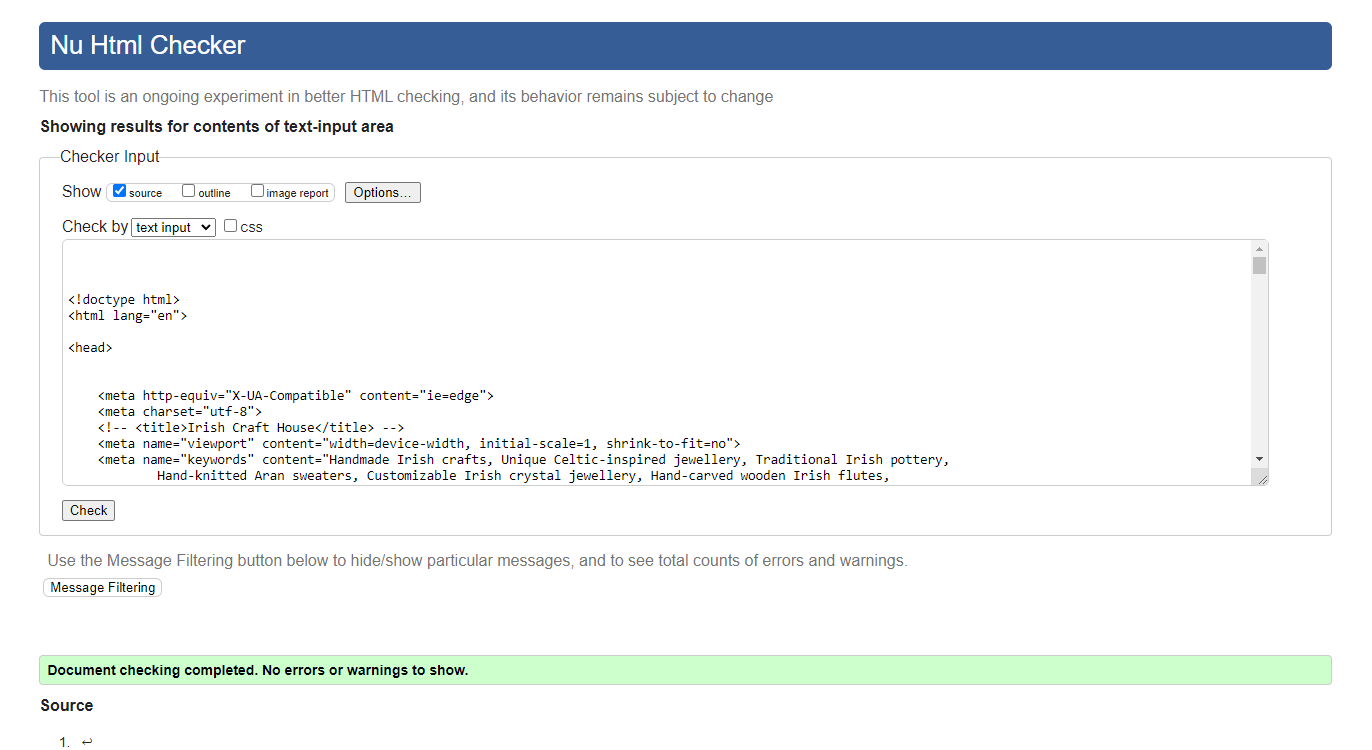 Nu Html Checker
This tool is an ongoing experiment in better HTML checking, and its behavior remains subject to change
Showing results for contents of text-input area
Checker Input
Show source outline image report Options...
Check by text input css
<!doctype html>
<html lang="en">
<head>
<meta http-equiv="X-UA-Compatible" content="ie=edge">
<meta charset="utf-8">
<!-- <title>Irish Craft House</title> -->
<meta name="viewport" content="width=device-width, initial-scale=1, shrink-to-fit=no">
<meta name="keywords" content="Handmade Irish crafts, Unique Celtic-inspired jewellery, Traditional Irish pottery,
Hand-knitted Aran sweaters, Customizable Irish crystal jewellery, Hand-carved wooden Irish flutes,
Check
Use the Message Filtering button below to hide/show particular messages, and to see total counts of errors and warnings.
Message Filtering
Document checking completed. No errors or warnings to show.
Source
1. ↩